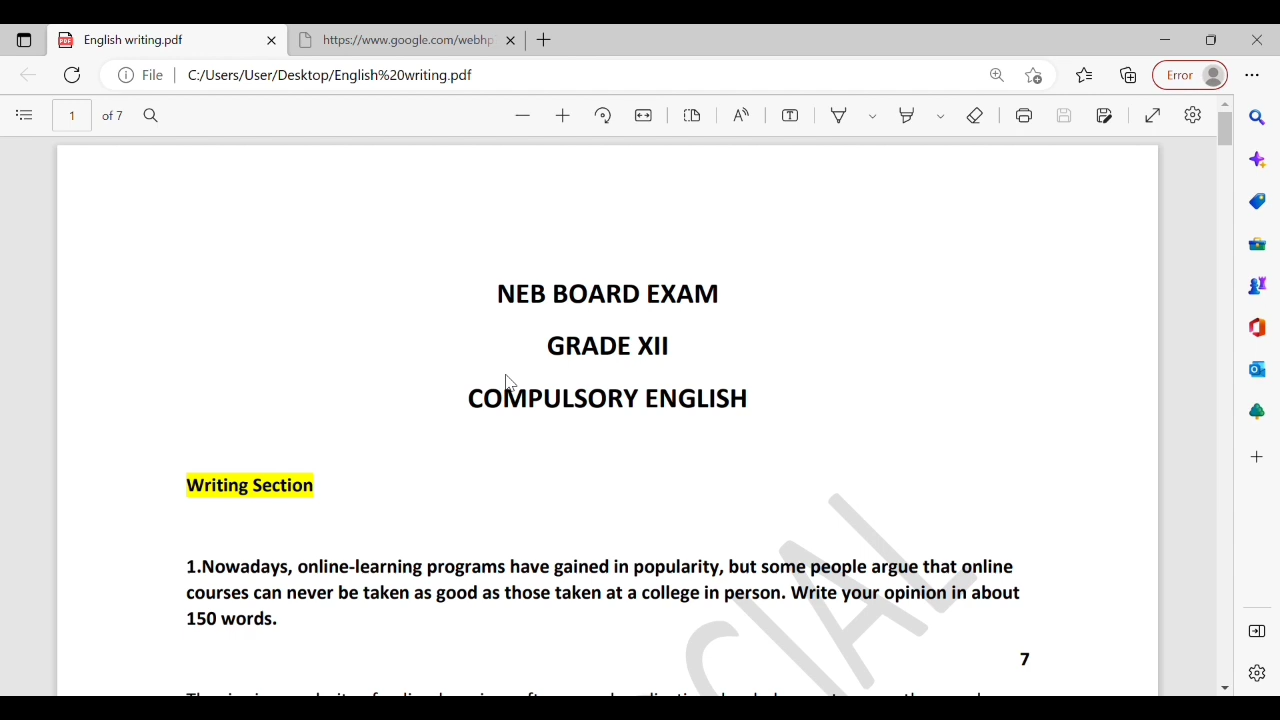 English writing.pdf
https://www.google.com/webhp
File
C:/Users/User/Desktop/English%20writing.pdf
Error
1 of 7
NEB BOARD EXAM
GRADE XII
COMPULSORY ENGLISH
Writing Section
1.Nowadays, online-learning programs have gained in popularity, but some people argue that online
courses can never be taken as good as those taken at a college in person. Write your opinion in about
150 words.
7